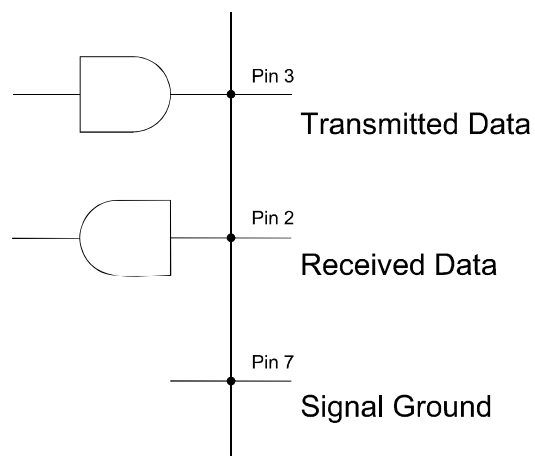 Pin 3
Transmitted Data
Pin 2
Received Data
Pin 7
Signal Ground